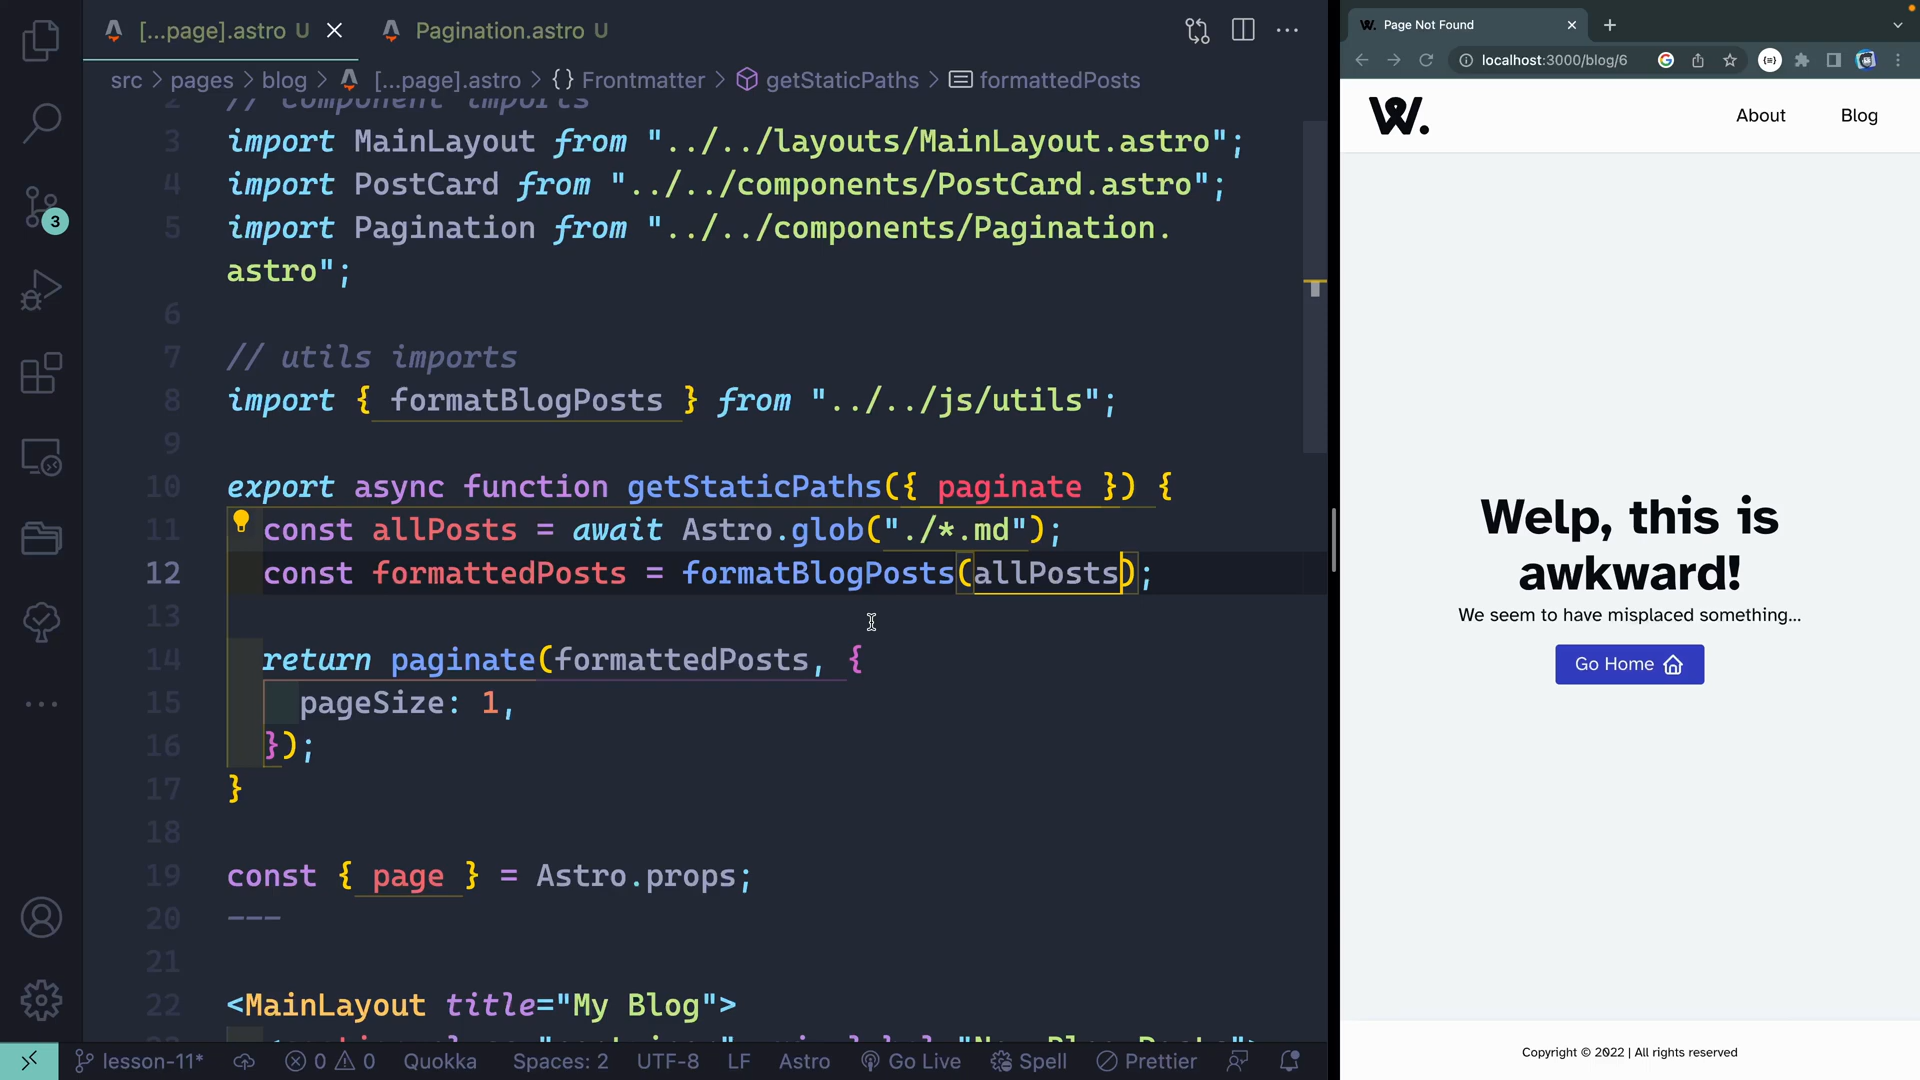 [...page].astro U
Pagination.astro U
src > pages > blog > [...page].astro > {} Frontmatter > getStaticPaths > formattedPosts
2 // component imports
3 import MainLayout from "../../layouts/MainLayout.astro";
4 import PostCard from "../../components/PostCard.astro";
5 import Pagination from "../../components/Pagination.
astro";
6
7 // utils imports
8 import { formatBlogPosts } from "../../js/utils";
9
10 export async function getStaticPaths({ paginate }) {
11 const allPosts = await Astro.glob("./*.md");
12 const formattedPosts = formatBlogPosts(allPosts);
13
14 return paginate(formattedPosts, {
15 pageSize: 1,
16 });
17 }
18
19 const { page } = Astro.props;
20 ---
21
22 <MainLayout title="My Blog">
3
lesson-11* 0 0 Quokka Spaces: 2 UTF-8 LF Astro Go Live Spell Prettier
Page Not Found
localhost:3000/blog/6
W.
About
Blog
Welp, this is
awkward!
We seem to have misplaced something...
Go Home
Copyright © 2022 | All rights reserved